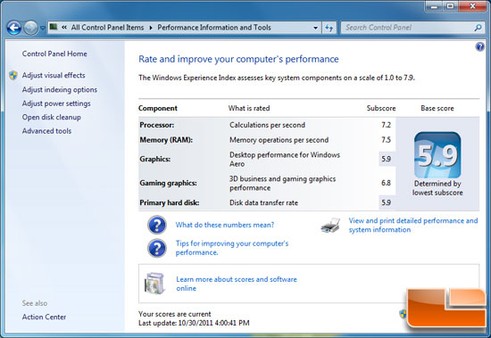 All Control Panel Items ▸ Performance Information and Tools
Search Control Panel
Control Panel Home
Adjust visual effects
Adjust indexing options
Adjust power settings
Open disk cleanup
Advanced tools
See also
Action Center
Rate and improve your computer's performance
The Windows Experience Index assesses key system components on a scale of 1.0 to 7.9.
Component What is rated Subscore Base score
Processor: Calculations per second 7.2
Memory (RAM): Memory operations per second 7.5
Graphics: Desktop performance for Windows
Aero 5.9
Gaming graphics: 3D business and gaming graphics
performance 6.8
Primary hard disk: Disk data transfer rate 5.9
5.9
Determined by
lowest subscore
What do these numbers mean?
Tips for improving your computer's
performance.
View and print detailed performance and
system information
Learn more about scores and software
online
Your scores are current
Last update: 10/30/2011 4:00:41 PM